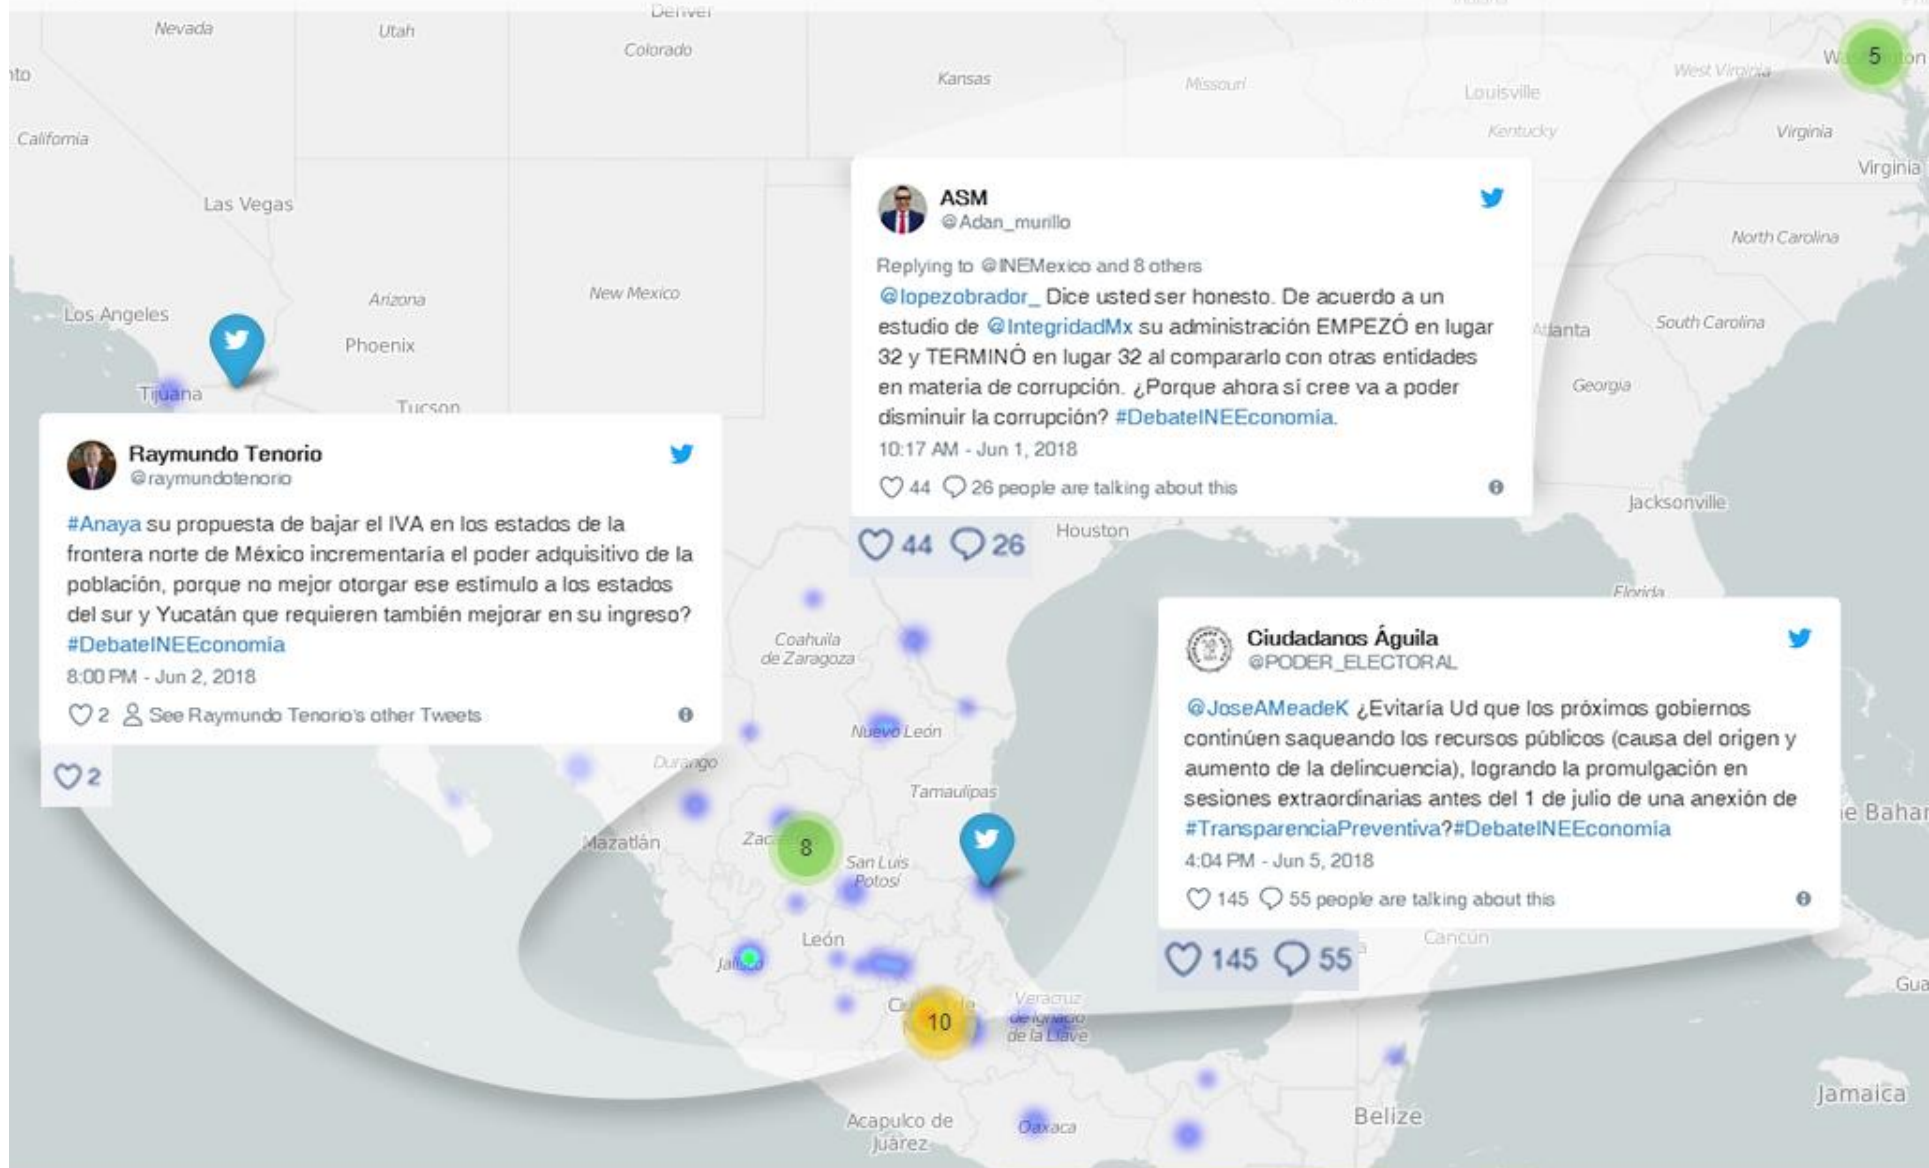 Denver
Nevada
Utah
Colorado
Kansas
Missouri
West Virginia
5
Louisville
Kentucky
California
Virginia
Virginia
Las Vegas
North Carolina
Los Angeles
Arizona
New Mexico
Phoenix
Atlanta
South Carolina
Georgia
Tijuana
Tucson
Jacksonville
ASM
@Adan_murillo
Replying to @INEMexico and 8 others
@lopezobrador_ Dice usted ser honesto. De acuerdo a un
estudio de @IntegridadMx su administración EMPEZÓ en lugar
32 y TERMINÓ en lugar 32 al compararlo con otras entidades
en materia de corrupción. ¿Porque ahora sí cree va a poder
disminuir la corrupción? #DebateINEEconomía.
10:17 AM - Jun 1, 2018
44 26 people are talking about this
44 26
Houston
Raymundo Tenorio
@raymundotenorio
#Anaya su propuesta de bajar el IVA en los estados de la
frontera norte de México incrementaría el poder adquisitivo de la
población, porque no mejor otorgar ese estímulo a los estados
del sur y Yucatán que requieren también mejorar en su ingreso?
#DebateINEEconomía
8:00 PM - Jun 2, 2018
2 See Raymundo Tenorio's other Tweets
2
Florida
Coahuila
de Zaragoza
Nuevo León
Durango
Tamaulipas
Mazatlán
8
San Luis
Potosí
León
Jalisco
10
Veracruz
de Ignacio
de la Llave
Ciudadanos Águila
@PODER_ELECTORAL
@JoseAMeadeK ¿Evitaría Ud que los próximos gobiernos
continúen saqueando los recursos públicos (causa del origen y
aumento de la delincuencia), logrando la promulgación en
sesiones extraordinarias antes del 1 de julio de una anexión de
#TransparenciaPreventiva?#DebateINEEconomía
4:04 PM - Jun 5, 2018
145 55 people are talking about this
145 55
Cancún
Acapulco de
Juárez
Oaxaca
Belize
Jamaica